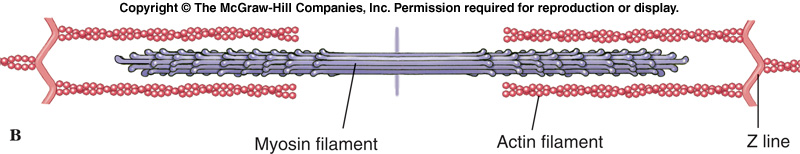 Copyright © The McGraw-Hill Companies, Inc. Permission required for reproduction or display.
B
Myosin filament
Actin filament
Z line